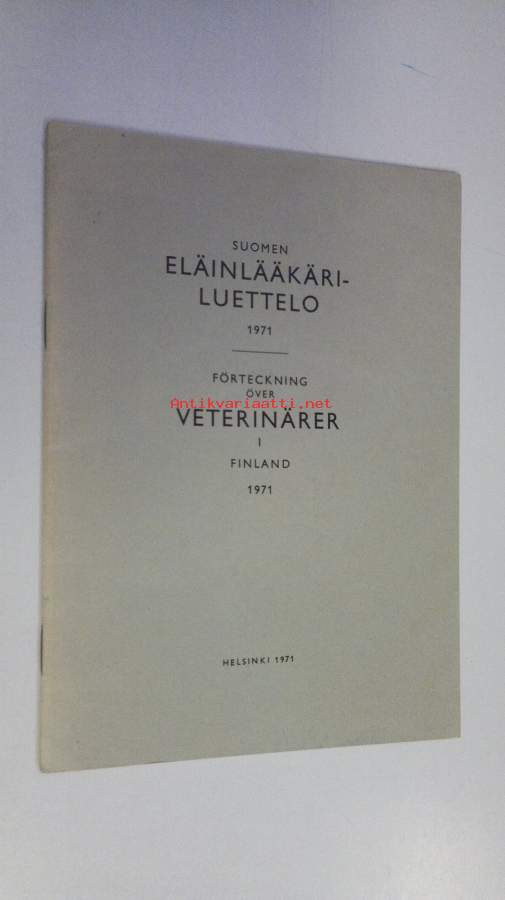 SUOMEN
ELÄINLÄÄKÄRI-
LUETTELO
1971
FÖRTECKNING
ÖVER
Antikvariaatti.net
VETERINÄRER
I
FINLAND
1971
HELSINKI 1971